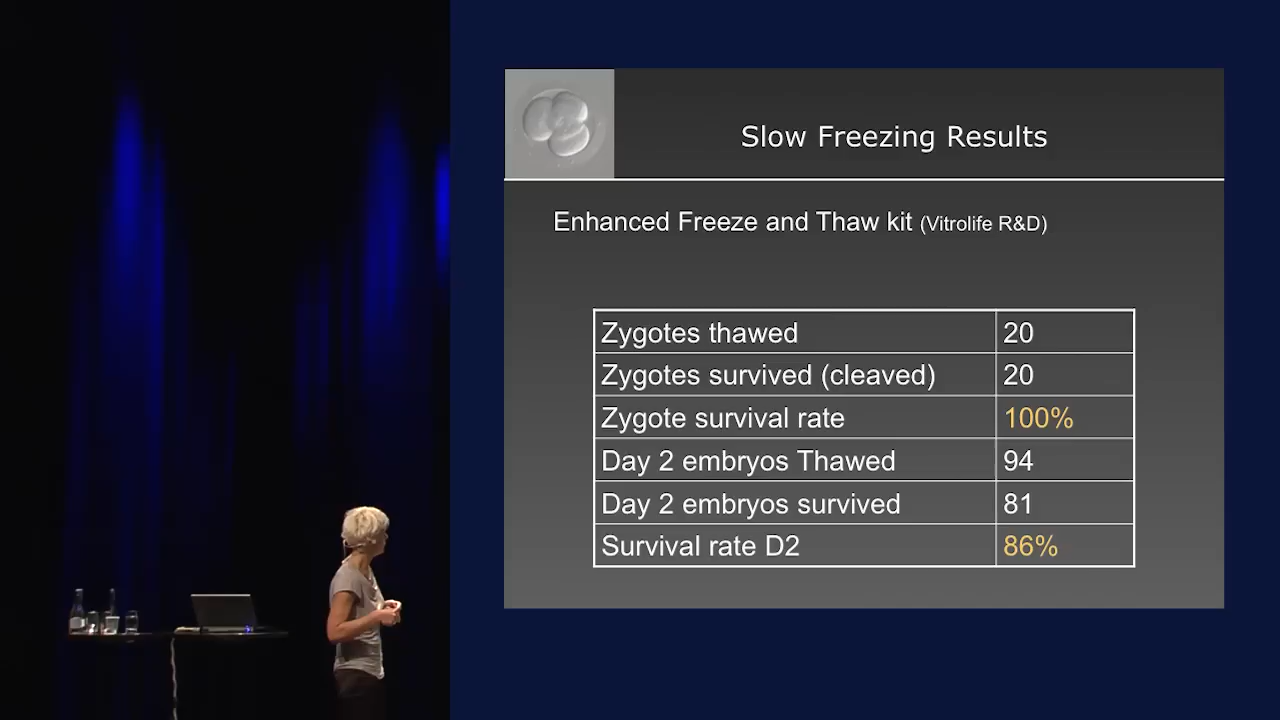 Slow Freezing Results
Enhanced Freeze and Thaw kit (Vitrolife R&D)
Zygotes thawed 20
Zygotes survived (cleaved) 20
Zygote survival rate 100%
Day 2 embryos Thawed 94
Day 2 embryos survived 81
Survival rate D2 86%